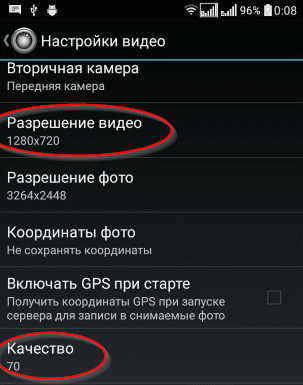 96% 0:08
Настройки видео
Вторичная камера
Передняя камера
Разрешение видео
1280x720
Разрешение фото
3264x2448
Координаты фото
Не сохранять координаты
Включать GPS при старте
Получить координаты GPS при запуске
сервера для записи в снимаемые фото
Качество
70